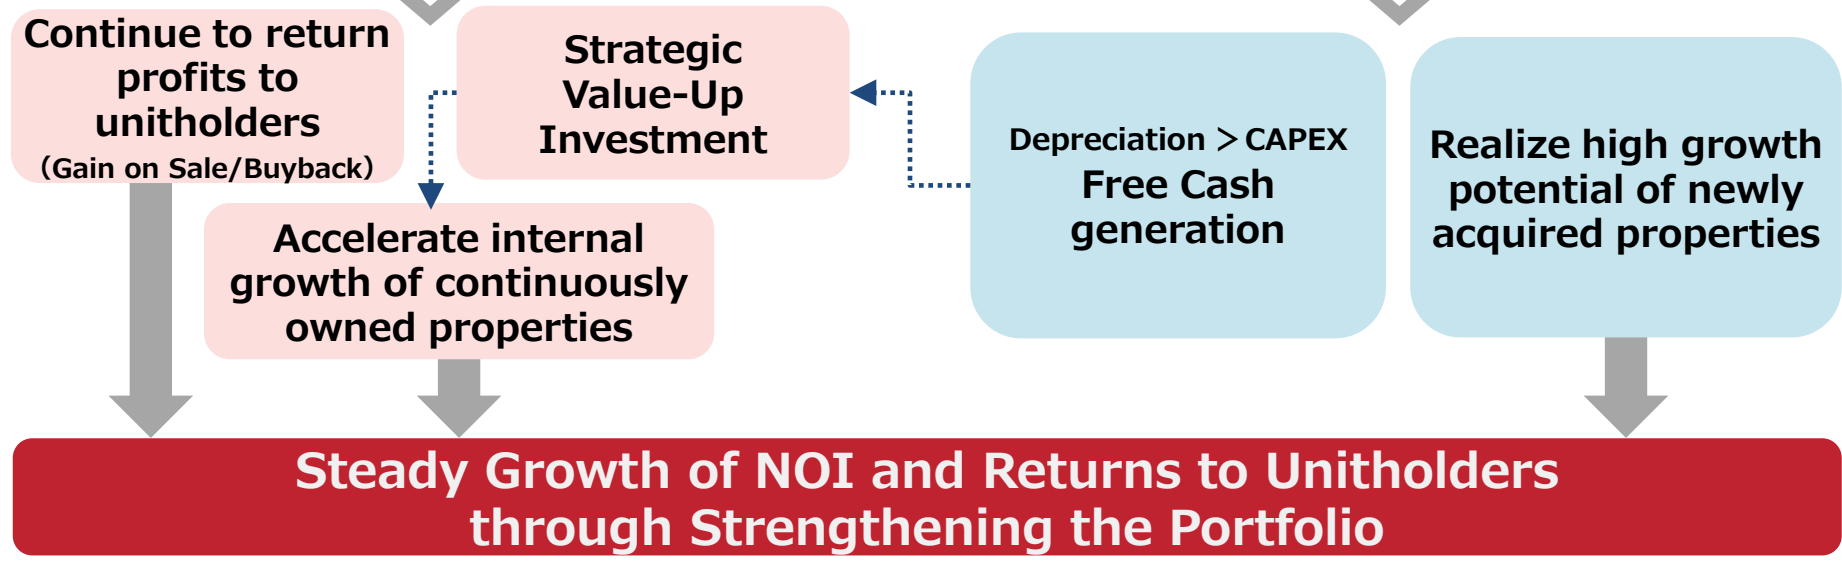 Continue to return
profits to
unitholders
（Gain on Sale/Buyback）
Strategic
Value-Up
Investment
Accelerate internal
growth of continuously
owned properties
Depreciation ＞ CAPEX
Free Cash
generation
Realize high growth
potential of newly
acquired properties
Steady Growth of NOI and Returns to Unitholders
through Strengthening the Portfolio